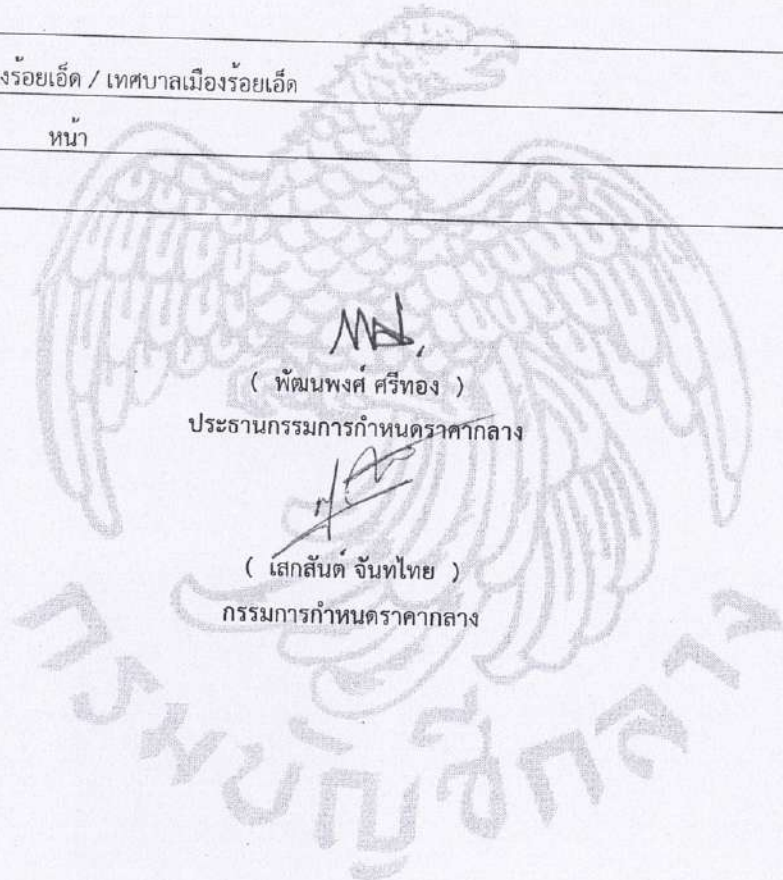 งร้อยเอ็ด / เทศบาลเมืองร้อยเอ็ด
หน้า
( พัฒนพงศ์ ศรีทอง )
ประธานกรรมการกำหนดราคากลาง
( เสกสันต์ จันทไทย )
กรรมการกำหนดราคากลาง
กรมบัญชีกลาง